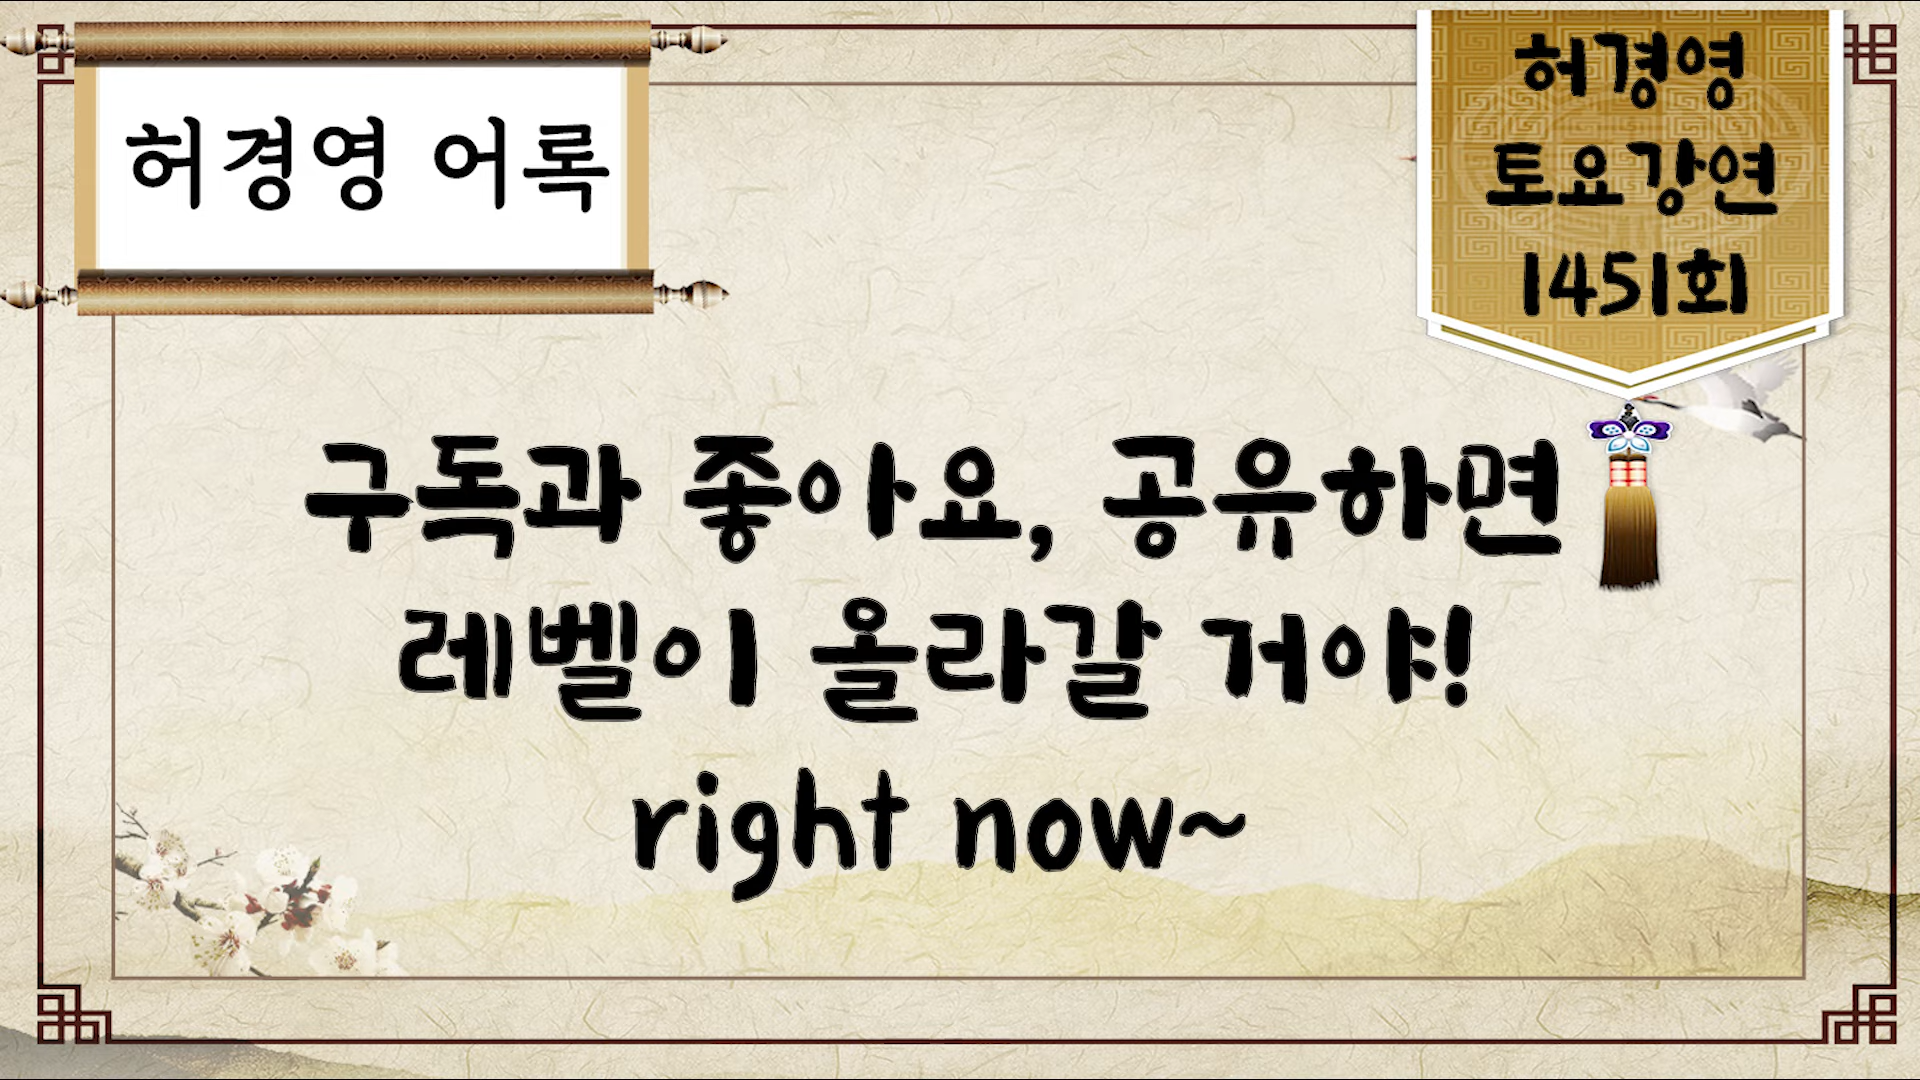 허경영 어록
허경영
토요강연
1451회
구독과 좋아요, 공유하면
레벨이 올라갈 거야!
right now~